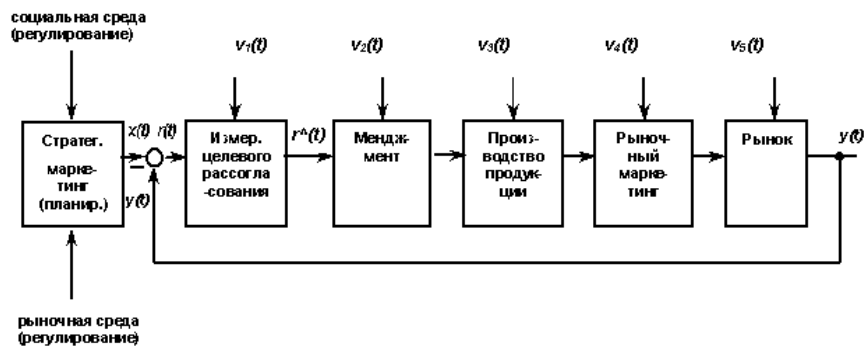 социальная среда
(регулирование)
v₁(t)
v₂(t)
v₃(t)
v₄(t)
v₅(t)
Стратег.
марке-
тинг
(планир.)
x(t)
r(t)
y(t)
Измер.
целевого
рассогла
-сования
r^(t)
Менедж-
мент
Произ-
водство
продук-
ции
Рыноч-
ный
марке-
тинг
Рынок
y(t)
рыночная среда
(регулирование)